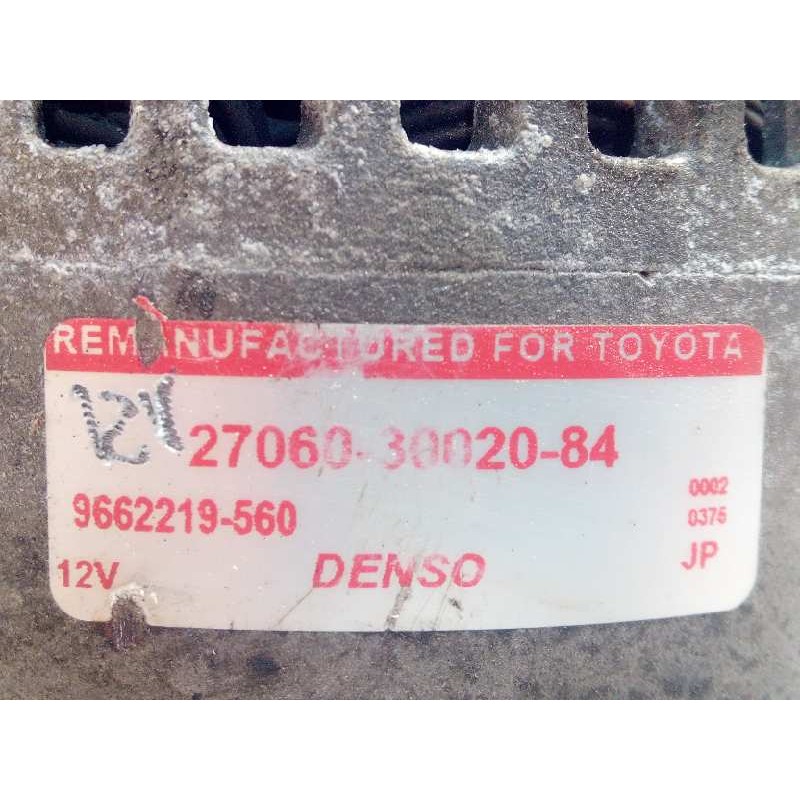 REMANUFACTURED FOR TOYOTA
27060-30020-84
9662219-560
0002
0375
12V
DENSO
JP